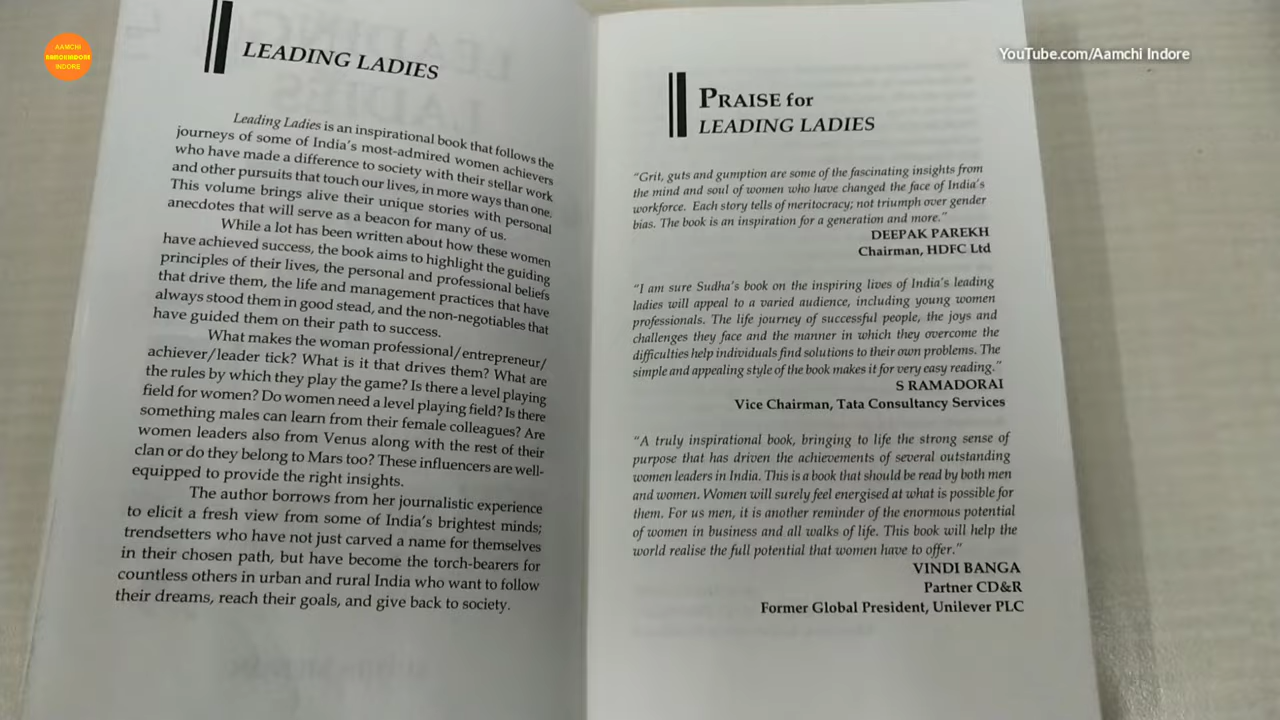 AAMCHI
INDORE
YouTube.com/Aamchi Indore
LEADING LADIES
Leading Ladies is an inspirational book that follows the
journeys of some of India's most-admired women achievers
who have made a difference to society with their stellar work
and other pursuits that touch our lives, in more ways than one.
This volume brings alive their unique stories with personal
anecdotes that will serve as a beacon for many of us.
While a lot has been written about how these women
have achieved success, the book aims to highlight the guiding
principles of their lives, the personal and professional beliefs
that drive them, the life and management practices that have
always stood them in good stead, and the non-negotiables that
have guided them on their path to success.
What makes the woman professional/entrepreneur/
achiever/leader tick? What is it that drives them? What are
the rules by which they play the game? Is there a level playing
field for women? Do women need a level playing field? Is there
something males can learn from their female colleagues? Are
women leaders also from Venus along with the rest of their
clan or do they belong to Mars too? These influencers are well-
equipped to provide the right insights.
The author borrows from her journalistic experience
to elicit a fresh view from some of India's brightest minds;
trendsetters who have not just carved a name for themselves
in their chosen path, but have become the torch-bearers for
countless others in urban and rural India who want to follow
their dreams, reach their goals, and give back to society.
PRAISE for
LEADING LADIES
"Grit, guts and gumption are some of the fascinating insights from
the mind and soul of women who have changed the face of India's
workforce. Each story tells of meritocracy; not triumph over gender
bias. The book is an inspiration for a generation and more."
DEEPAK PAREKH
Chairman, HDFC Ltd
"I am sure Sudha's book on the inspiring lives of India's leading
ladies will appeal to a varied audience, including young women
professionals. The life journey of successful people, the joys and
challenges they face and the manner in which they overcome the
difficulties help individuals find solutions to their own problems. The
simple and appealing style of the book makes it for very easy reading."
S RAMADORAI
Vice Chairman, Tata Consultancy Services
"A truly inspirational book, bringing to life the strong sense of
purpose that has driven the achievements of several outstanding
women leaders in India. This is a book that should be read by both men
and women. Women will surely feel energised at what is possible for
them. For us men, it is another reminder of the enormous potential
of women in business and all walks of life. This book will help the
world realise the full potential that women have to offer."
VINDI BANGA
Partner CD&R
Former Global President, Unilever PLC